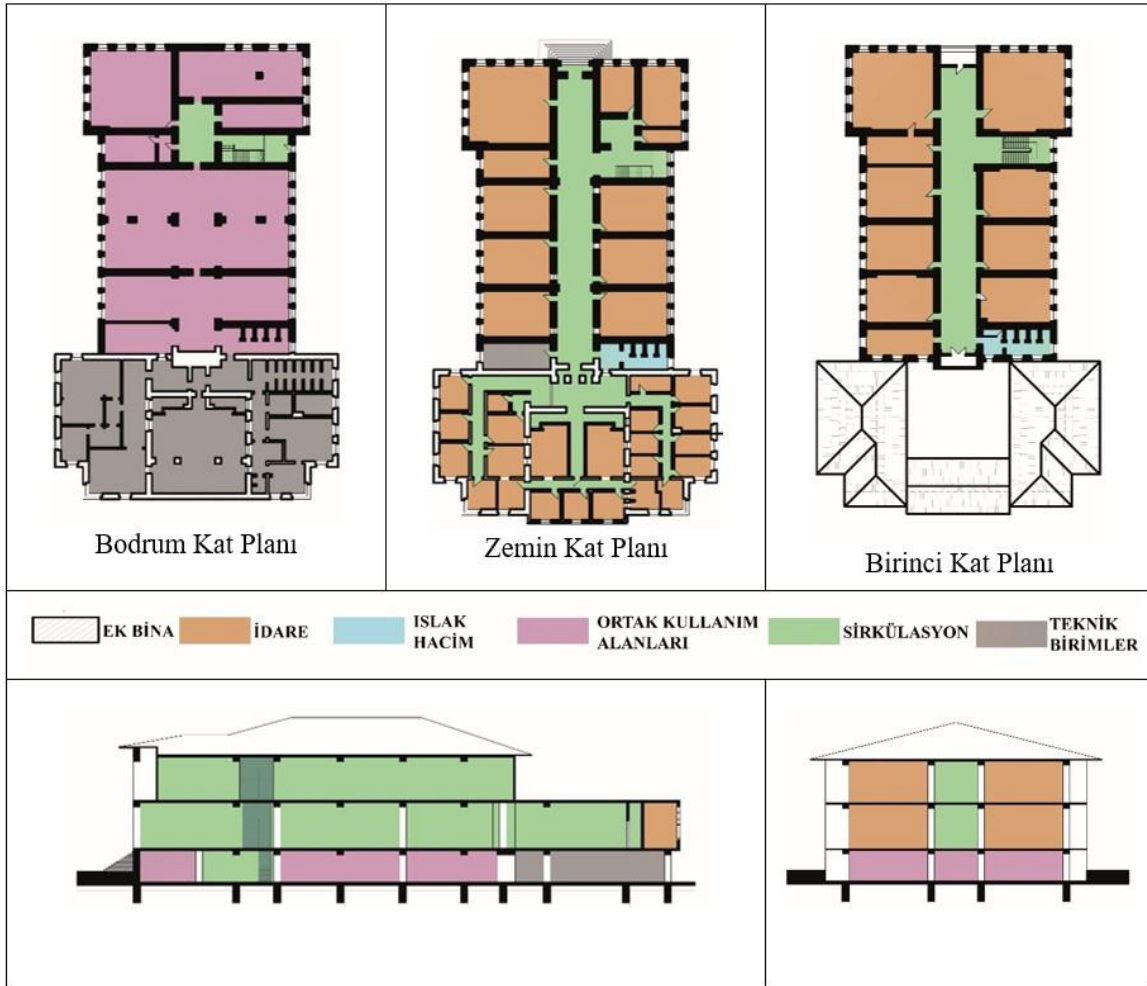 Bodrum Kat Planı
Zemin Kat Planı
Birinci Kat Planı
EK BİNA
İDARE
ISLAK
HACİM
ORTAK KULLANIM
ALANLARI
SİRKÜLASYON
TEKNİK
BİRİMLER